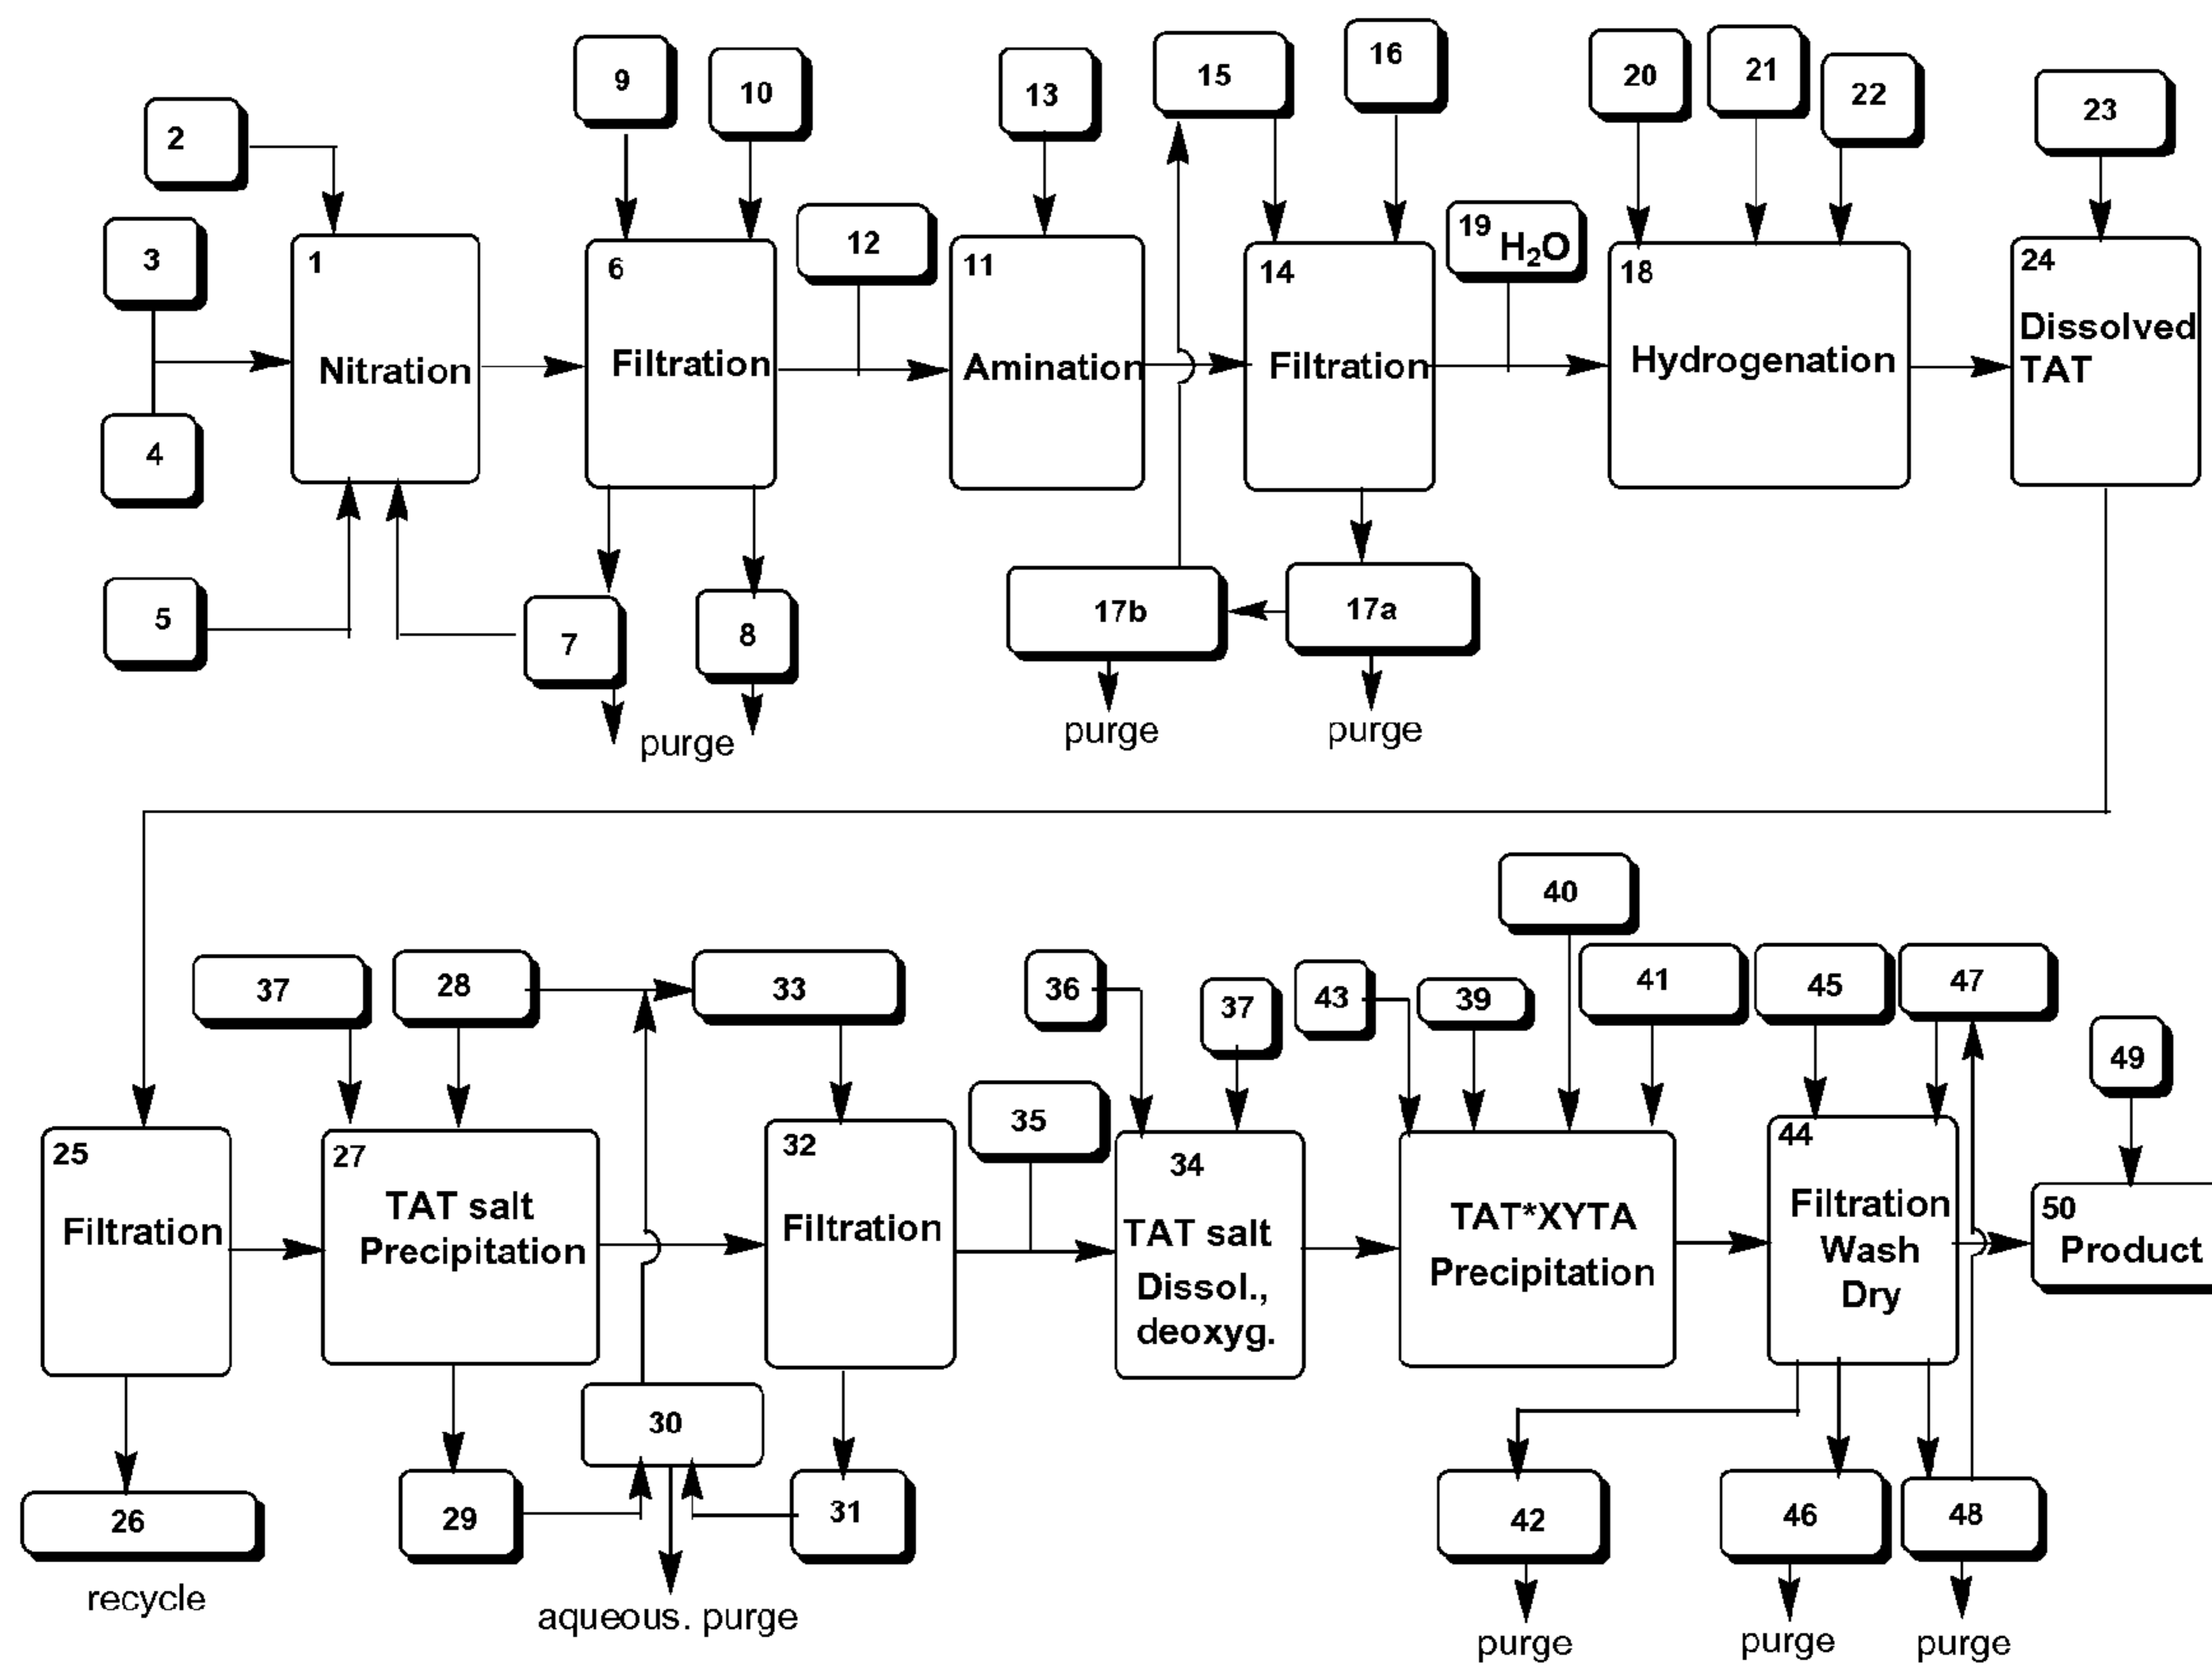 9
10
13
15
16
20
21
22
23
2
3
4
5
12
19 H₂O
1
Nitration
6
Filtration
11
Amination
14
Filtration
18
Hydrogenation
24
Dissolved
TAT
7
8
purge
17b
17a
purge
purge
37
28
33
36
37
43
39
40
41
45
47
49
35
25
Filtration
27
TAT salt
Precipitation
32
Filtration
34
TAT salt
Dissol.,
deoxyg.
TAT*XYTA
Precipitation
44
Filtration
Wash
Dry
50
Product
30
26
recycle
29
31
aqueous. purge
42
46
48
purge
purge
purge